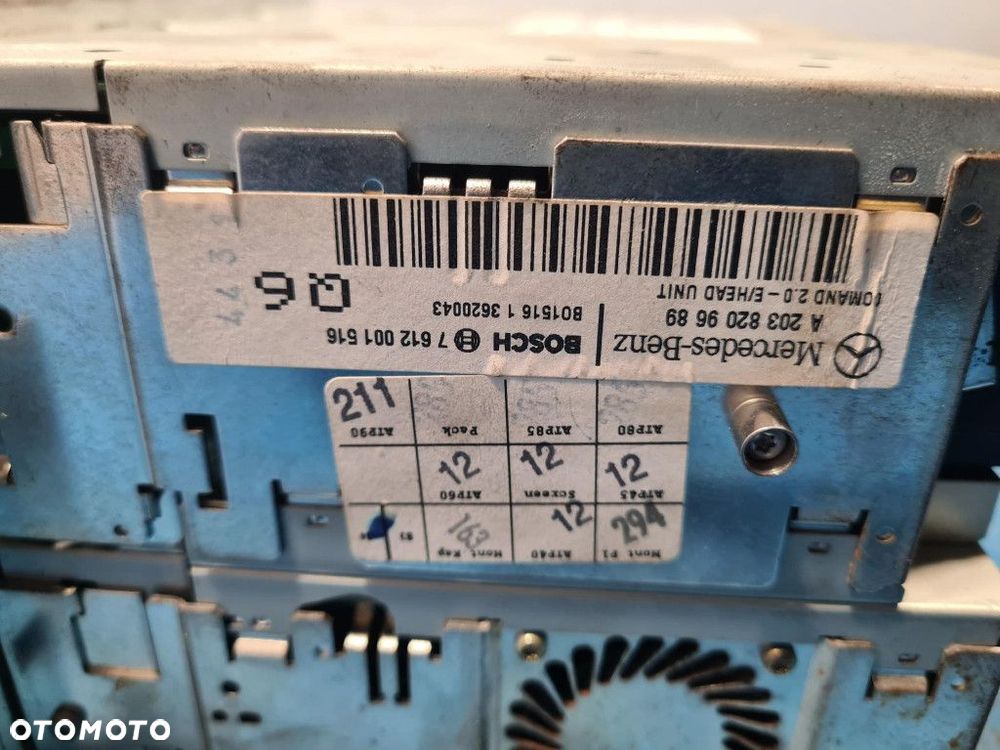 Mercedes-Benz
A 203 820 96 89
COMAND 2.0 - E/HEAD UNIT
BOSCH 7 612 001 516
BO1516 1 3620043
Q6
443
Mont P1
294
ATP40
12
Mont Kap
163
ATP45
12
Screen
12
ATP60
12
ATP80
ATP85
Pack
ATP90
211
OTOMOTO